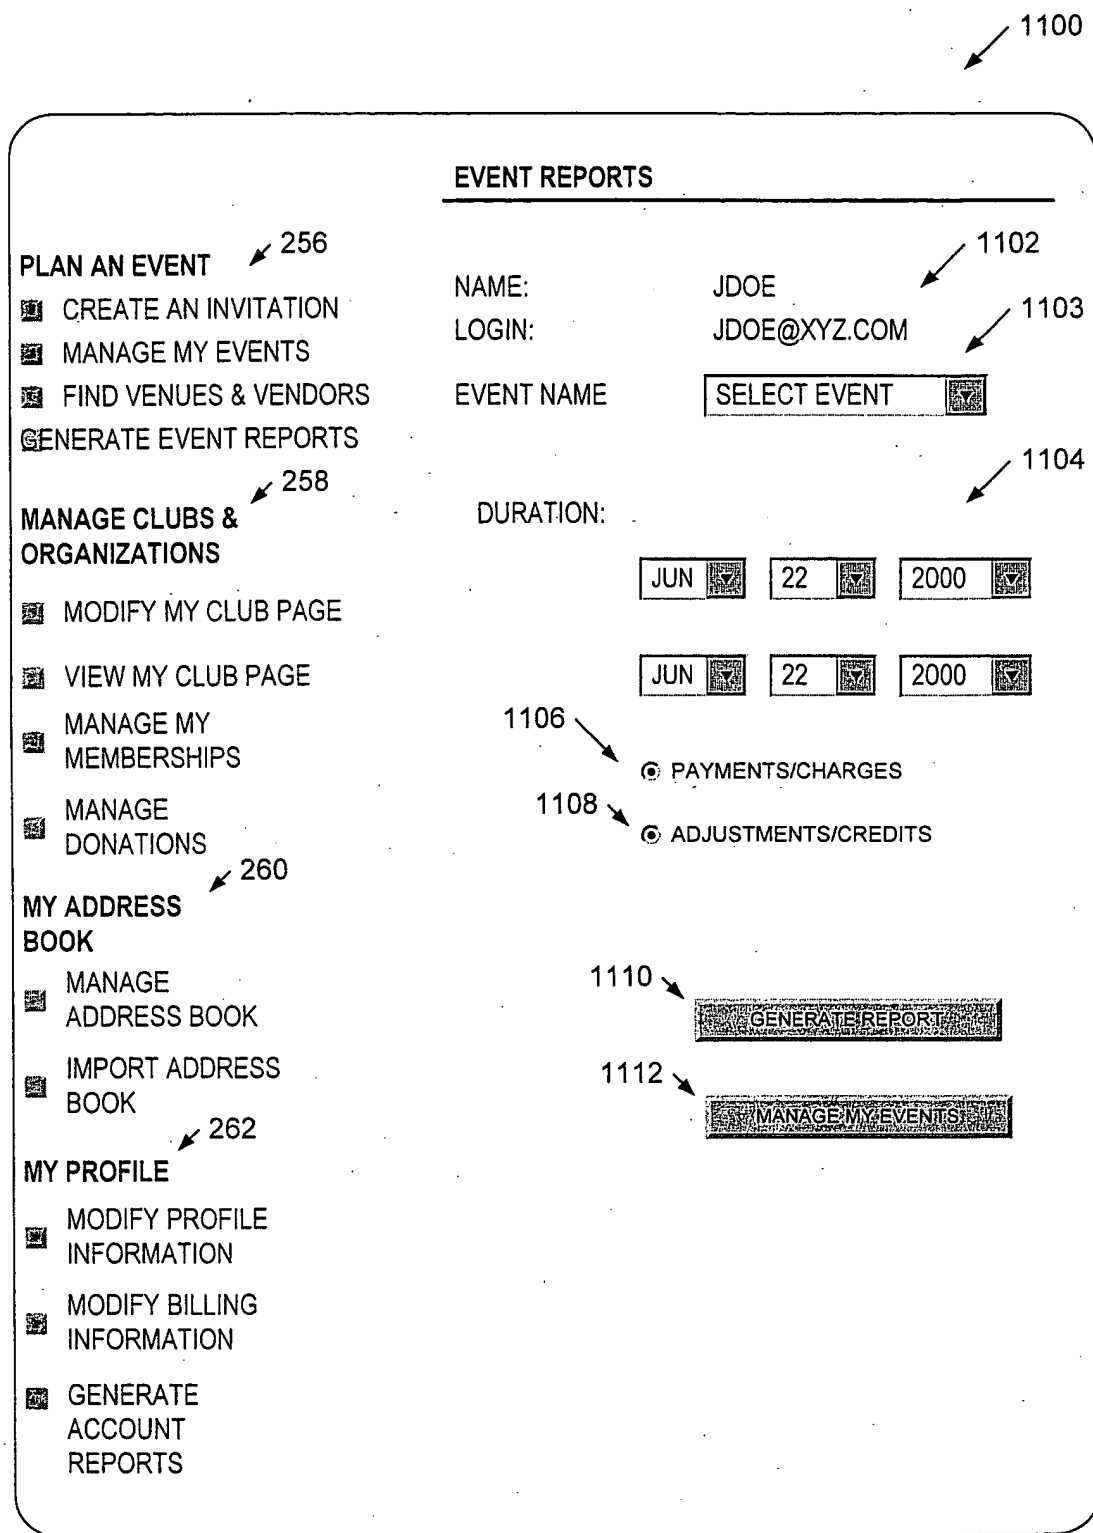 1100
EVENT REPORTS
256
PLAN AN EVENT
CREATE AN INVITATION
MANAGE MY EVENTS
FIND VENUES & VENDORS
GENERATE EVENT REPORTS
258
MANAGE CLUBS &
ORGANIZATIONS
MODIFY MY CLUB PAGE
VIEW MY CLUB PAGE
MANAGE MY
MEMBERSHIPS
MANAGE
DONATIONS
260
MY ADDRESS
BOOK
MANAGE
ADDRESS BOOK
IMPORT ADDRESS
BOOK
262
MY PROFILE
MODIFY PROFILE
INFORMATION
MODIFY BILLING
INFORMATION
GENERATE
ACCOUNT
REPORTS
1102
NAME: JDOE
LOGIN: JDOE@XYZ.COM
1103
EVENT NAME SELECT EVENT
1104
DURATION:
JUN 22 2000
JUN 22 2000
1106
PAYMENTS/CHARGES
1108
ADJUSTMENTS/CREDITS
1110
GENERATE REPORT
1112
MANAGE MY EVENTS